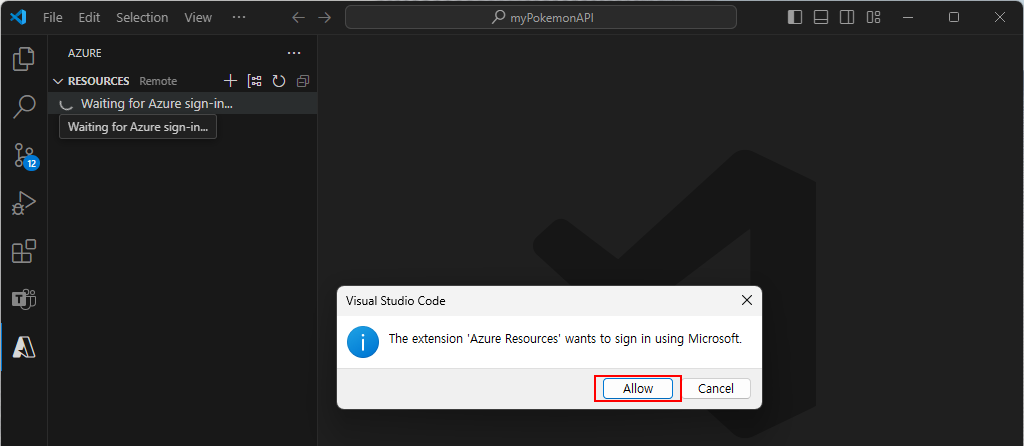 File Edit Selection View ··· myPokemonAPI
AZURE ···
RESOURCES Remote
Waiting for Azure sign-in...
Waiting for Azure sign-in...
12
Visual Studio Code
The extension 'Azure Resources' wants to sign in using Microsoft.
Allow Cancel